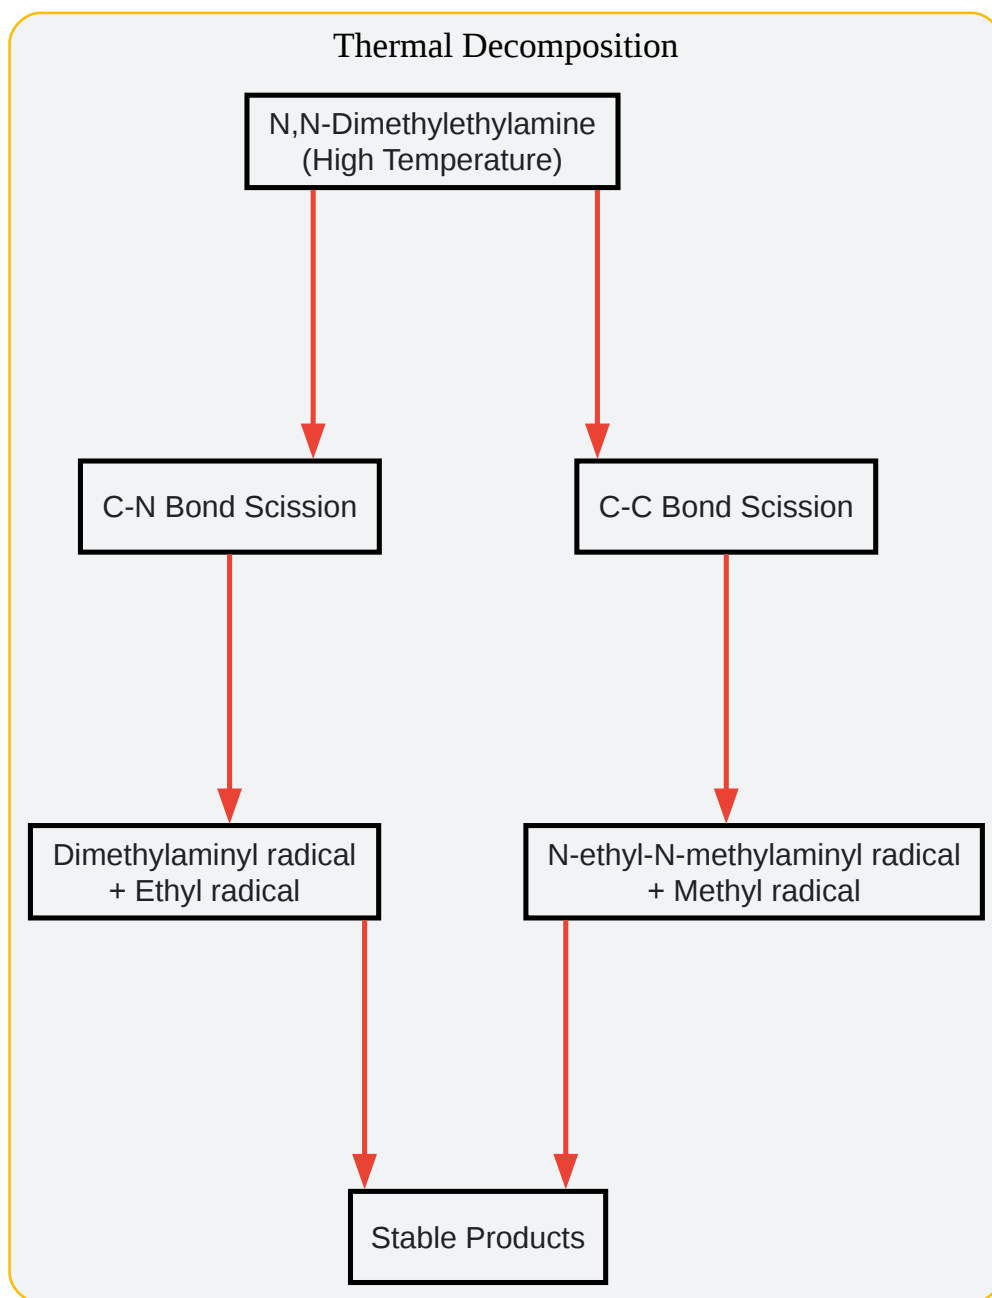 Thermal Decomposition
N,N-Dimethylethylamine
(High Temperature)
C-N Bond Scission
C-C Bond Scission
Dimethylaminyl radical
+ Ethyl radical
N-ethyl-N-methylaminyl radical
+ Methyl radical
Stable Products